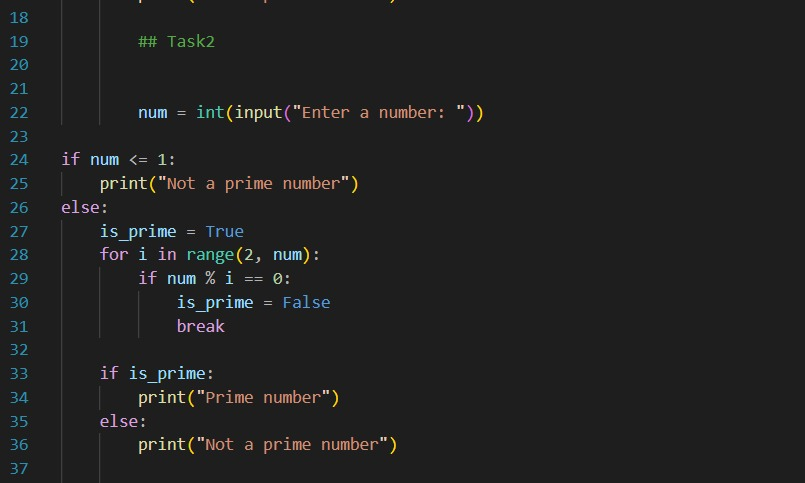 18
19 ## Task2
20
21
22 num = int(input("Enter a number: "))
23
24 if num <= 1:
25 print("Not a prime number")
26 else:
27 is_prime = True
28 for i in range(2, num):
29 if num % i == 0:
30 is_prime = False
31 break
32
33 if is_prime:
34 print("Prime number")
35 else:
36 print("Not a prime number")
37